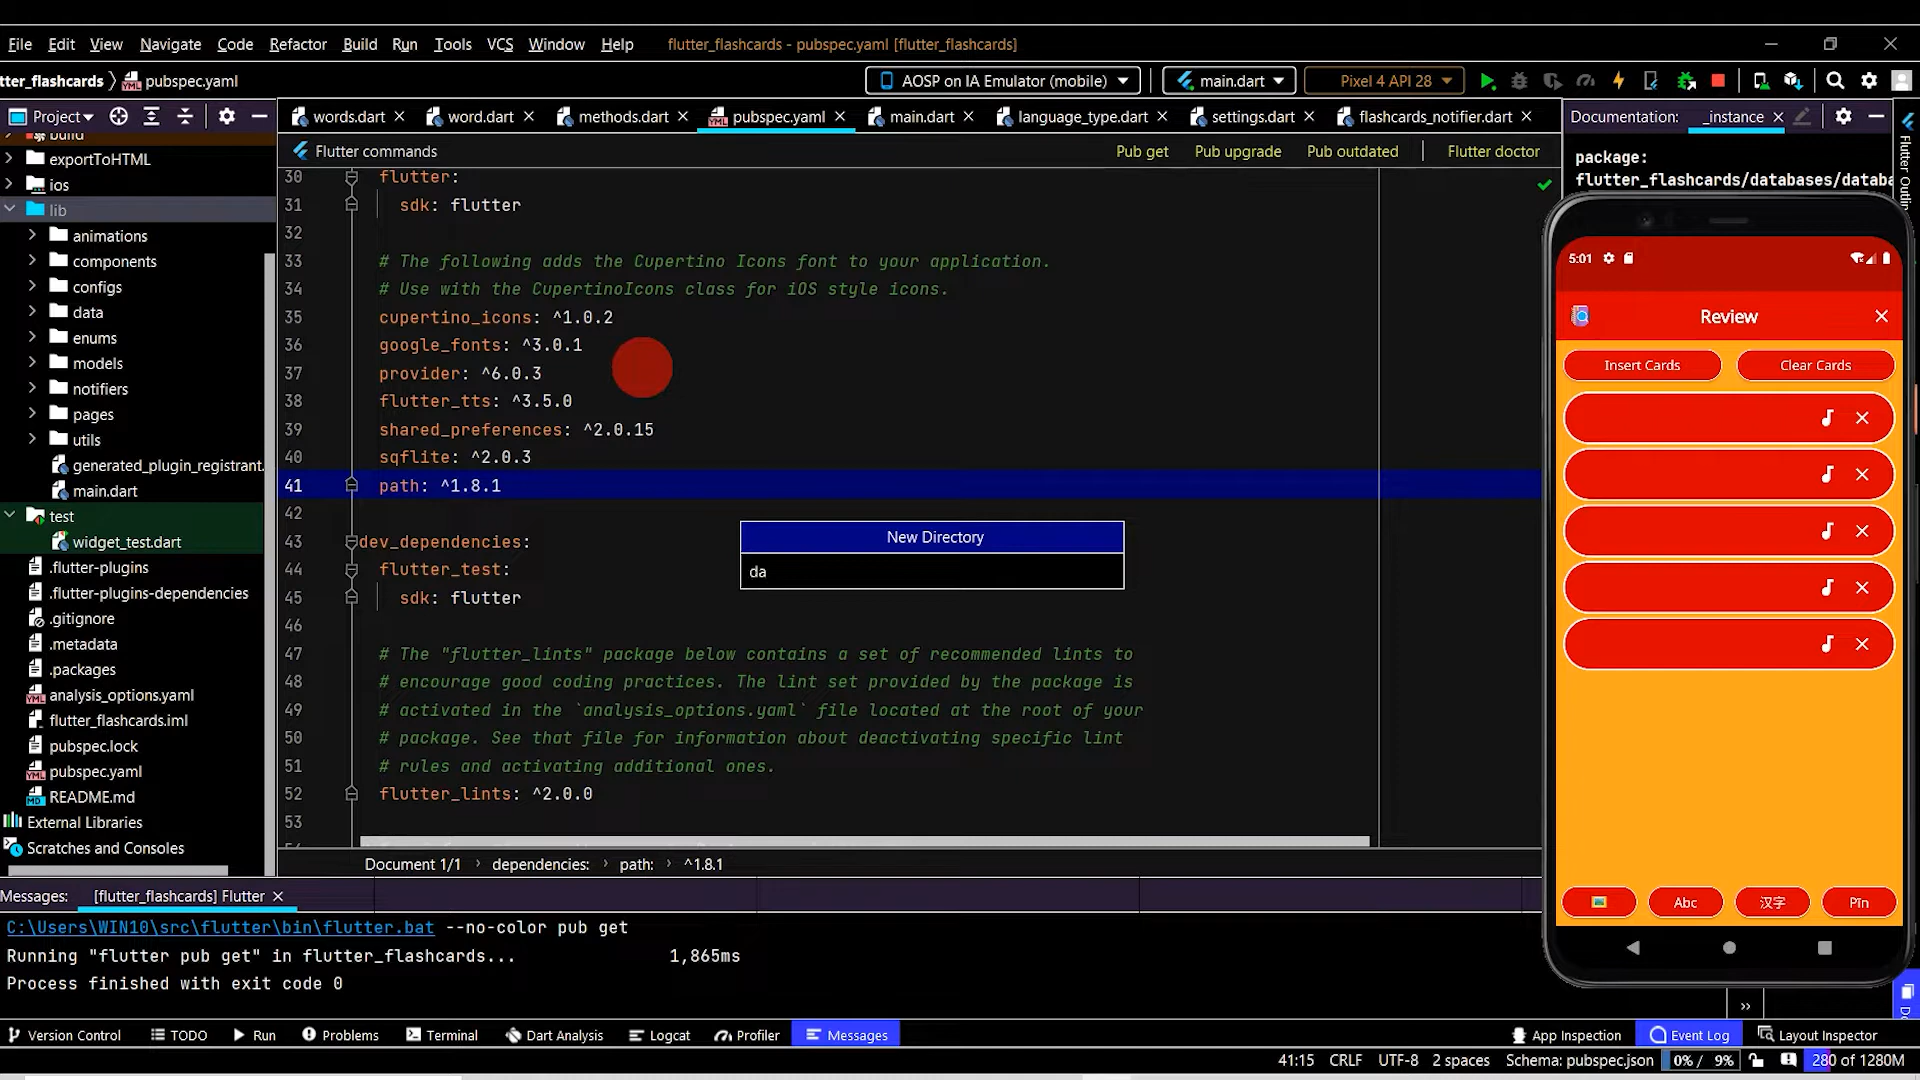 File Edit View Navigate Code Refactor Build Run Tools VCS Window Help flutter_flashcards - pubspec.yaml [flutter_flashcards]
tter_flashcards pubspec.yaml AOSP on IA Emulator (mobile) main.dart Pixel 4 API 28
Project words.dart word.dart methods.dart pubspec.yaml main.dart language_type.dart settings.dart flashcards_notifier.dart Documentation: _instance
build
exportToHTML
ios
lib
animations
components
configs
data
enums
models
notifiers
pages
utils
generated_plugin_registrant.
main.dart
test
widget_test.dart
.flutter-plugins
.flutter-plugins-dependencies
.gitignore
.metadata
.packages
analysis_options.yaml
flutter_flashcards.iml
pubspec.lock
pubspec.yaml
README.md
External Libraries
Scratches and Consoles
Flutter commands Pub get Pub upgrade Pub outdated Flutter doctor
30 flutter:
31 sdk: flutter
32
33 # The following adds the Cupertino Icons font to your application.
34 # Use with the CupertinoIcons class for iOS style icons.
35 cupertino_icons: ^1.0.2
36 google_fonts: ^3.0.1
37 provider: ^6.0.3
38 flutter_tts: ^3.5.0
39 shared_preferences: ^2.0.15
40 sqflite: ^2.0.3
41 path: ^1.8.1
42
43 dev_dependencies:
44 flutter_test:
45 sdk: flutter
46
47 # The "flutter_lints" package below contains a set of recommended lints to
48 # encourage good coding practices. The lint set provided by the package is
49 # activated in the `analysis_options.yaml` file located at the root of your
50 # package. See that file for information about deactivating specific lint
51 # rules and activating additional ones.
52 flutter_lints: ^2.0.0
53
New Directory
da
Document 1/1 dependencies: path: ^1.8.1
package:
flutter_flashcards/databases/databa
Flutter Outlin
5:01
Review
Insert Cards Clear Cards
Abc 汉字 Pīn
Messages: [flutter_flashcards] Flutter
C:\Users\WIN10\src\flutter\bin\flutter.bat --no-color pub get
Running "flutter pub get" in flutter_flashcards... 1,865ms
Process finished with exit code 0
Version Control TODO Run Problems Terminal Dart Analysis Logcat Profiler Messages App Inspection Event Log Layout Inspector
41:15 CRLF UTF-8 2 spaces Schema: pubspec.json 0% / 9% 280 of 1280M